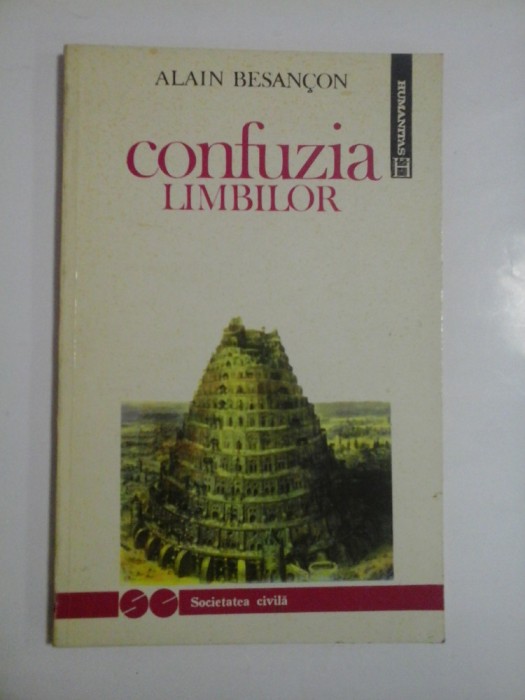 ALAIN BESANÇON
HUMANITAS
confuzia
LIMBILOR
SC Societatea civilă